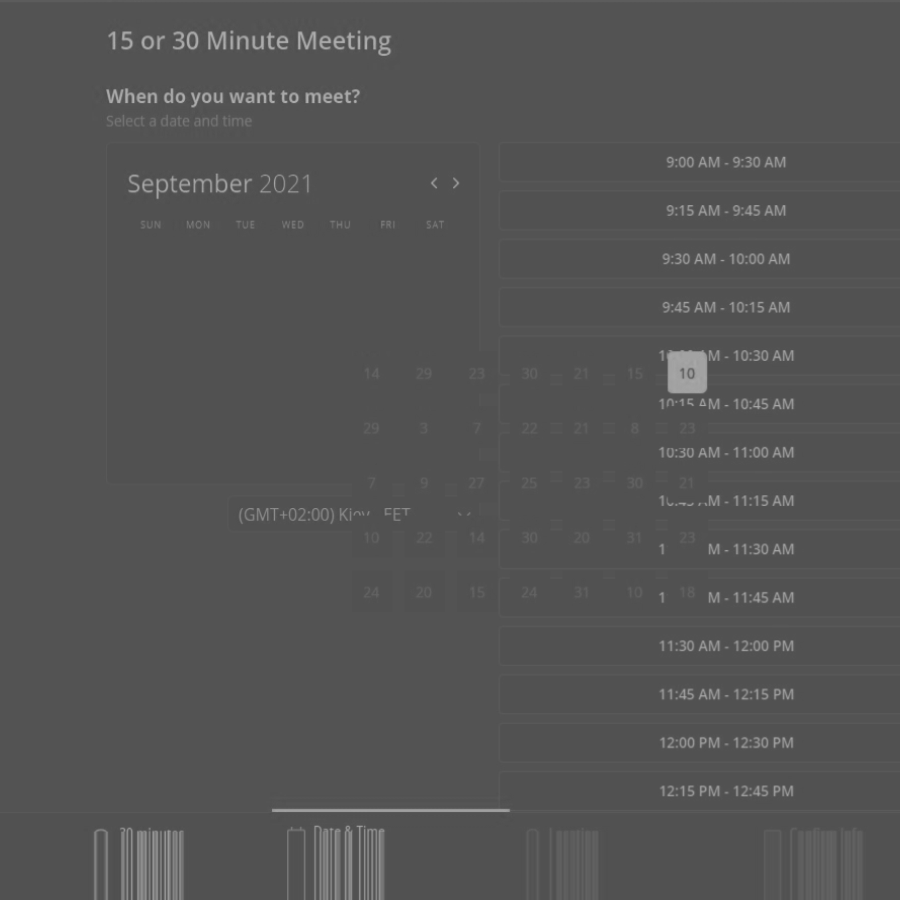 15 or 30 Minute Meeting
When do you want to meet?
Select a date and time
September 2021
SUN MON TUE WED THU FRI SAT
14 29 23 30 21 15 10
29 3 7 22 21 8 23
7 9 27 25 23 30 21
10 22 14 30 20 31 23
24 20 15 24 31 10 18
(GMT+02:00) Kiev EET
9:00 AM - 9:30 AM
9:15 AM - 9:45 AM
9:30 AM - 10:00 AM
9:45 AM - 10:15 AM
10:00 AM - 10:30 AM
10:15 AM - 10:45 AM
10:30 AM - 11:00 AM
10:45 AM - 11:15 AM
M - 11:30 AM
M - 11:45 AM
11:30 AM - 12:00 PM
11:45 AM - 12:15 PM
12:00 PM - 12:30 PM
12:15 PM - 12:45 PM
30 minutes
Date & Time